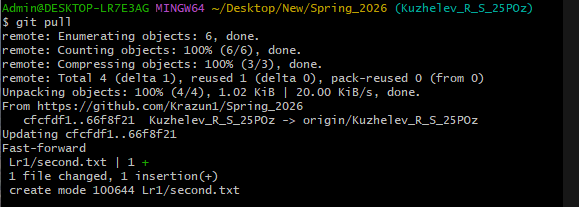 Admin@DESKTOP-LR7E3AG MINGW64 ~/Desktop/New/Spring_2026 (Kuzhelev_R_S_25POz)
$ git pull
remote: Enumerating objects: 6, done.
remote: Counting objects: 100% (6/6), done.
remote: Compressing objects: 100% (3/3), done.
remote: Total 4 (delta 1), reused 1 (delta 0), pack-reused 0 (from 0)
Unpacking objects: 100% (4/4), 1.02 KiB | 20.00 KiB/s, done.
From https://github.com/Krazun1/Spring_2026
   cfcfdf1..66f8f21  Kuzhelev_R_S_25POz -> origin/Kuzhelev_R_S_25POz
Updating cfcfdf1..66f8f21
Fast-forward
 Lr1/second.txt | 1 +
 1 file changed, 1 insertion(+)
 create mode 100644 Lr1/second.txt